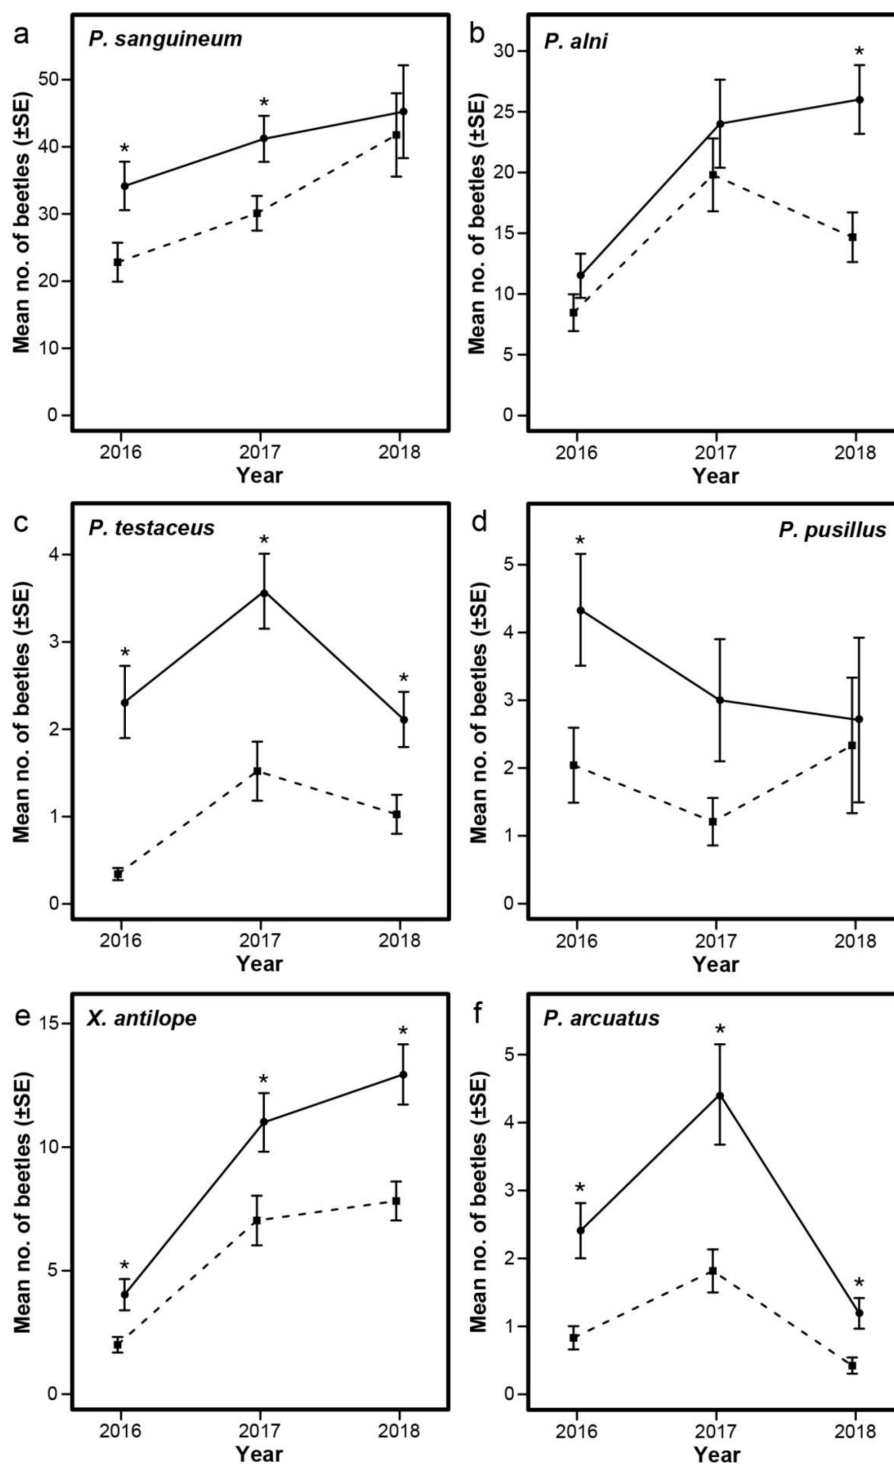 a
P. sanguineum
Mean no. of beetles (±SE)
50
40
30
20
10
0
*
*
2016
2017
2018
Year
b
P. alni
Mean no. of beetles (±SE)
30
25
20
15
10
5
0
*
2016
2017
2018
Year
c
P. testaceus
Mean no. of beetles (±SE)
4
3
2
1
0
*
*
*
2016
2017
2018
Year
d
P. pusillus
Mean no. of beetles (±SE)
5
4
3
2
1
0
*
2016
2017
2018
Year
e
X. antilope
Mean no. of beetles (±SE)
15
10
5
0
*
*
*
2016
2017
2018
Year
f
P. arcuatus
Mean no. of beetles (±SE)
5
4
3
2
1
0
*
*
*
2016
2017
2018
Year